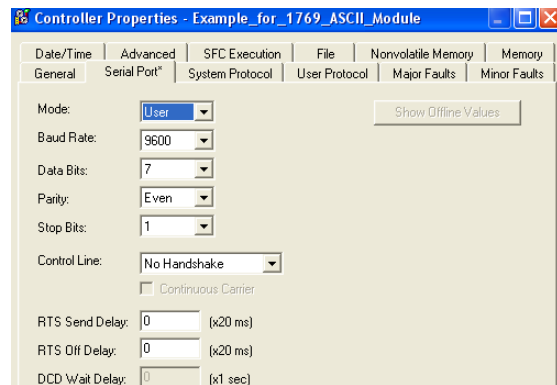 Controller Properties - Example_for_1769_ASCII_Module
Date/Time Advanced SFC Execution File Nonvolatile Memory Memory
General Serial Port* System Protocol User Protocol Major Faults Minor Faults
Mode: User Show Offline Values
Baud Rate: 9600
Data Bits: 7
Parity: Even
Stop Bits: 1
Control Line: No Handshake
Continuous Carrier
RTS Send Delay: 0 (x20 ms)
RTS Off Delay: 0 (x20 ms)
DCD Wait Delay: 0 (x1 sec)